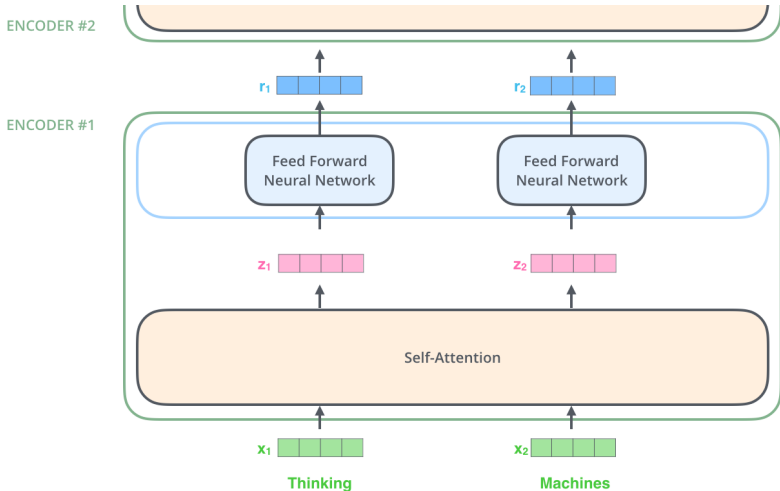 ENCODER #2
r₁
r₂
ENCODER #1
Feed Forward
Neural Network
Feed Forward
Neural Network
z₁
z₂
Self-Attention
x₁
x₂
Thinking
Machines